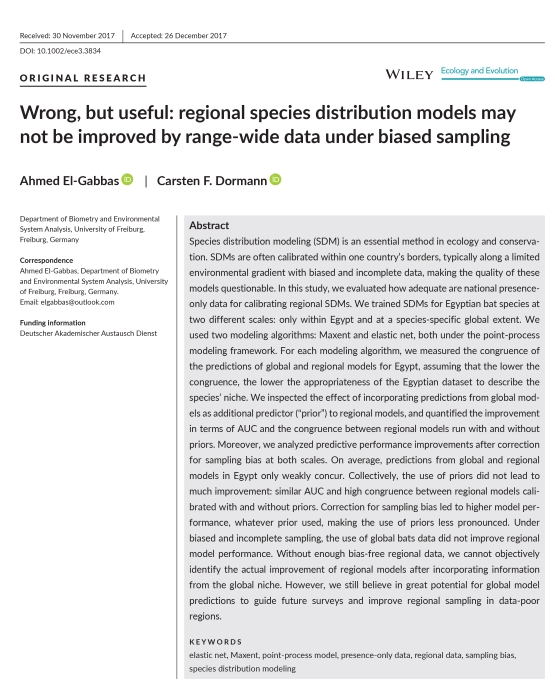 Received: 30 November 2017 | Accepted: 26 December 2017
DOI: 10.1002/ece3.3834
ORIGINAL RESEARCH
WILEY Ecology and Evolution
Open Access
Wrong, but useful: regional species distribution models may
not be improved by range-wide data under biased sampling
Ahmed El-Gabbas iD | Carsten F. Dormann iD
Department of Biometry and Environmental
System Analysis, University of Freiburg,
Freiburg, Germany
Correspondence
Ahmed El-Gabbas, Department of Biometry
and Environmental System Analysis, University
of Freiburg, Freiburg, Germany.
Email: elgabbas@outlook.com
Funding information
Deutscher Akademischer Austausch Dienst
Abstract
Species distribution modeling (SDM) is an essential method in ecology and conserva-
tion. SDMs are often calibrated within one country's borders, typically along a limited
environmental gradient with biased and incomplete data, making the quality of these
models questionable. In this study, we evaluated how adequate are national presence-
only data for calibrating regional SDMs. We trained SDMs for Egyptian bat species at
two different scales: only within Egypt and at a species-specific global extent. We
used two modeling algorithms: Maxent and elastic net, both under the point-process
modeling framework. For each modeling algorithm, we measured the congruence of
the predictions of global and regional models for Egypt, assuming that the lower the
congruence, the lower the appropriateness of the Egyptian dataset to describe the
species' niche. We inspected the effect of incorporating predictions from global mod-
els as additional predictor ("prior") to regional models, and quantified the improvement
in terms of AUC and the congruence between regional models run with and without
priors. Moreover, we analyzed predictive performance improvements after correction
for sampling bias at both scales. On average, predictions from global and regional
models in Egypt only weakly concur. Collectively, the use of priors did not lead to
much improvement: similar AUC and high congruence between regional models cali-
brated with and without priors. Correction for sampling bias led to higher model per-
formance, whatever prior used, making the use of priors less pronounced. Under
biased and incomplete sampling, the use of global bats data did not improve regional
model performance. Without enough bias-free regional data, we cannot objectively
identify the actual improvement of regional models after incorporating information
from the global niche. However, we still believe in great potential for global model
predictions to guide future surveys and improve regional sampling in data-poor
regions.
KEYWORDS
elastic net, Maxent, point-process model, presence-only data, regional data, sampling bias,
species distribution modeling